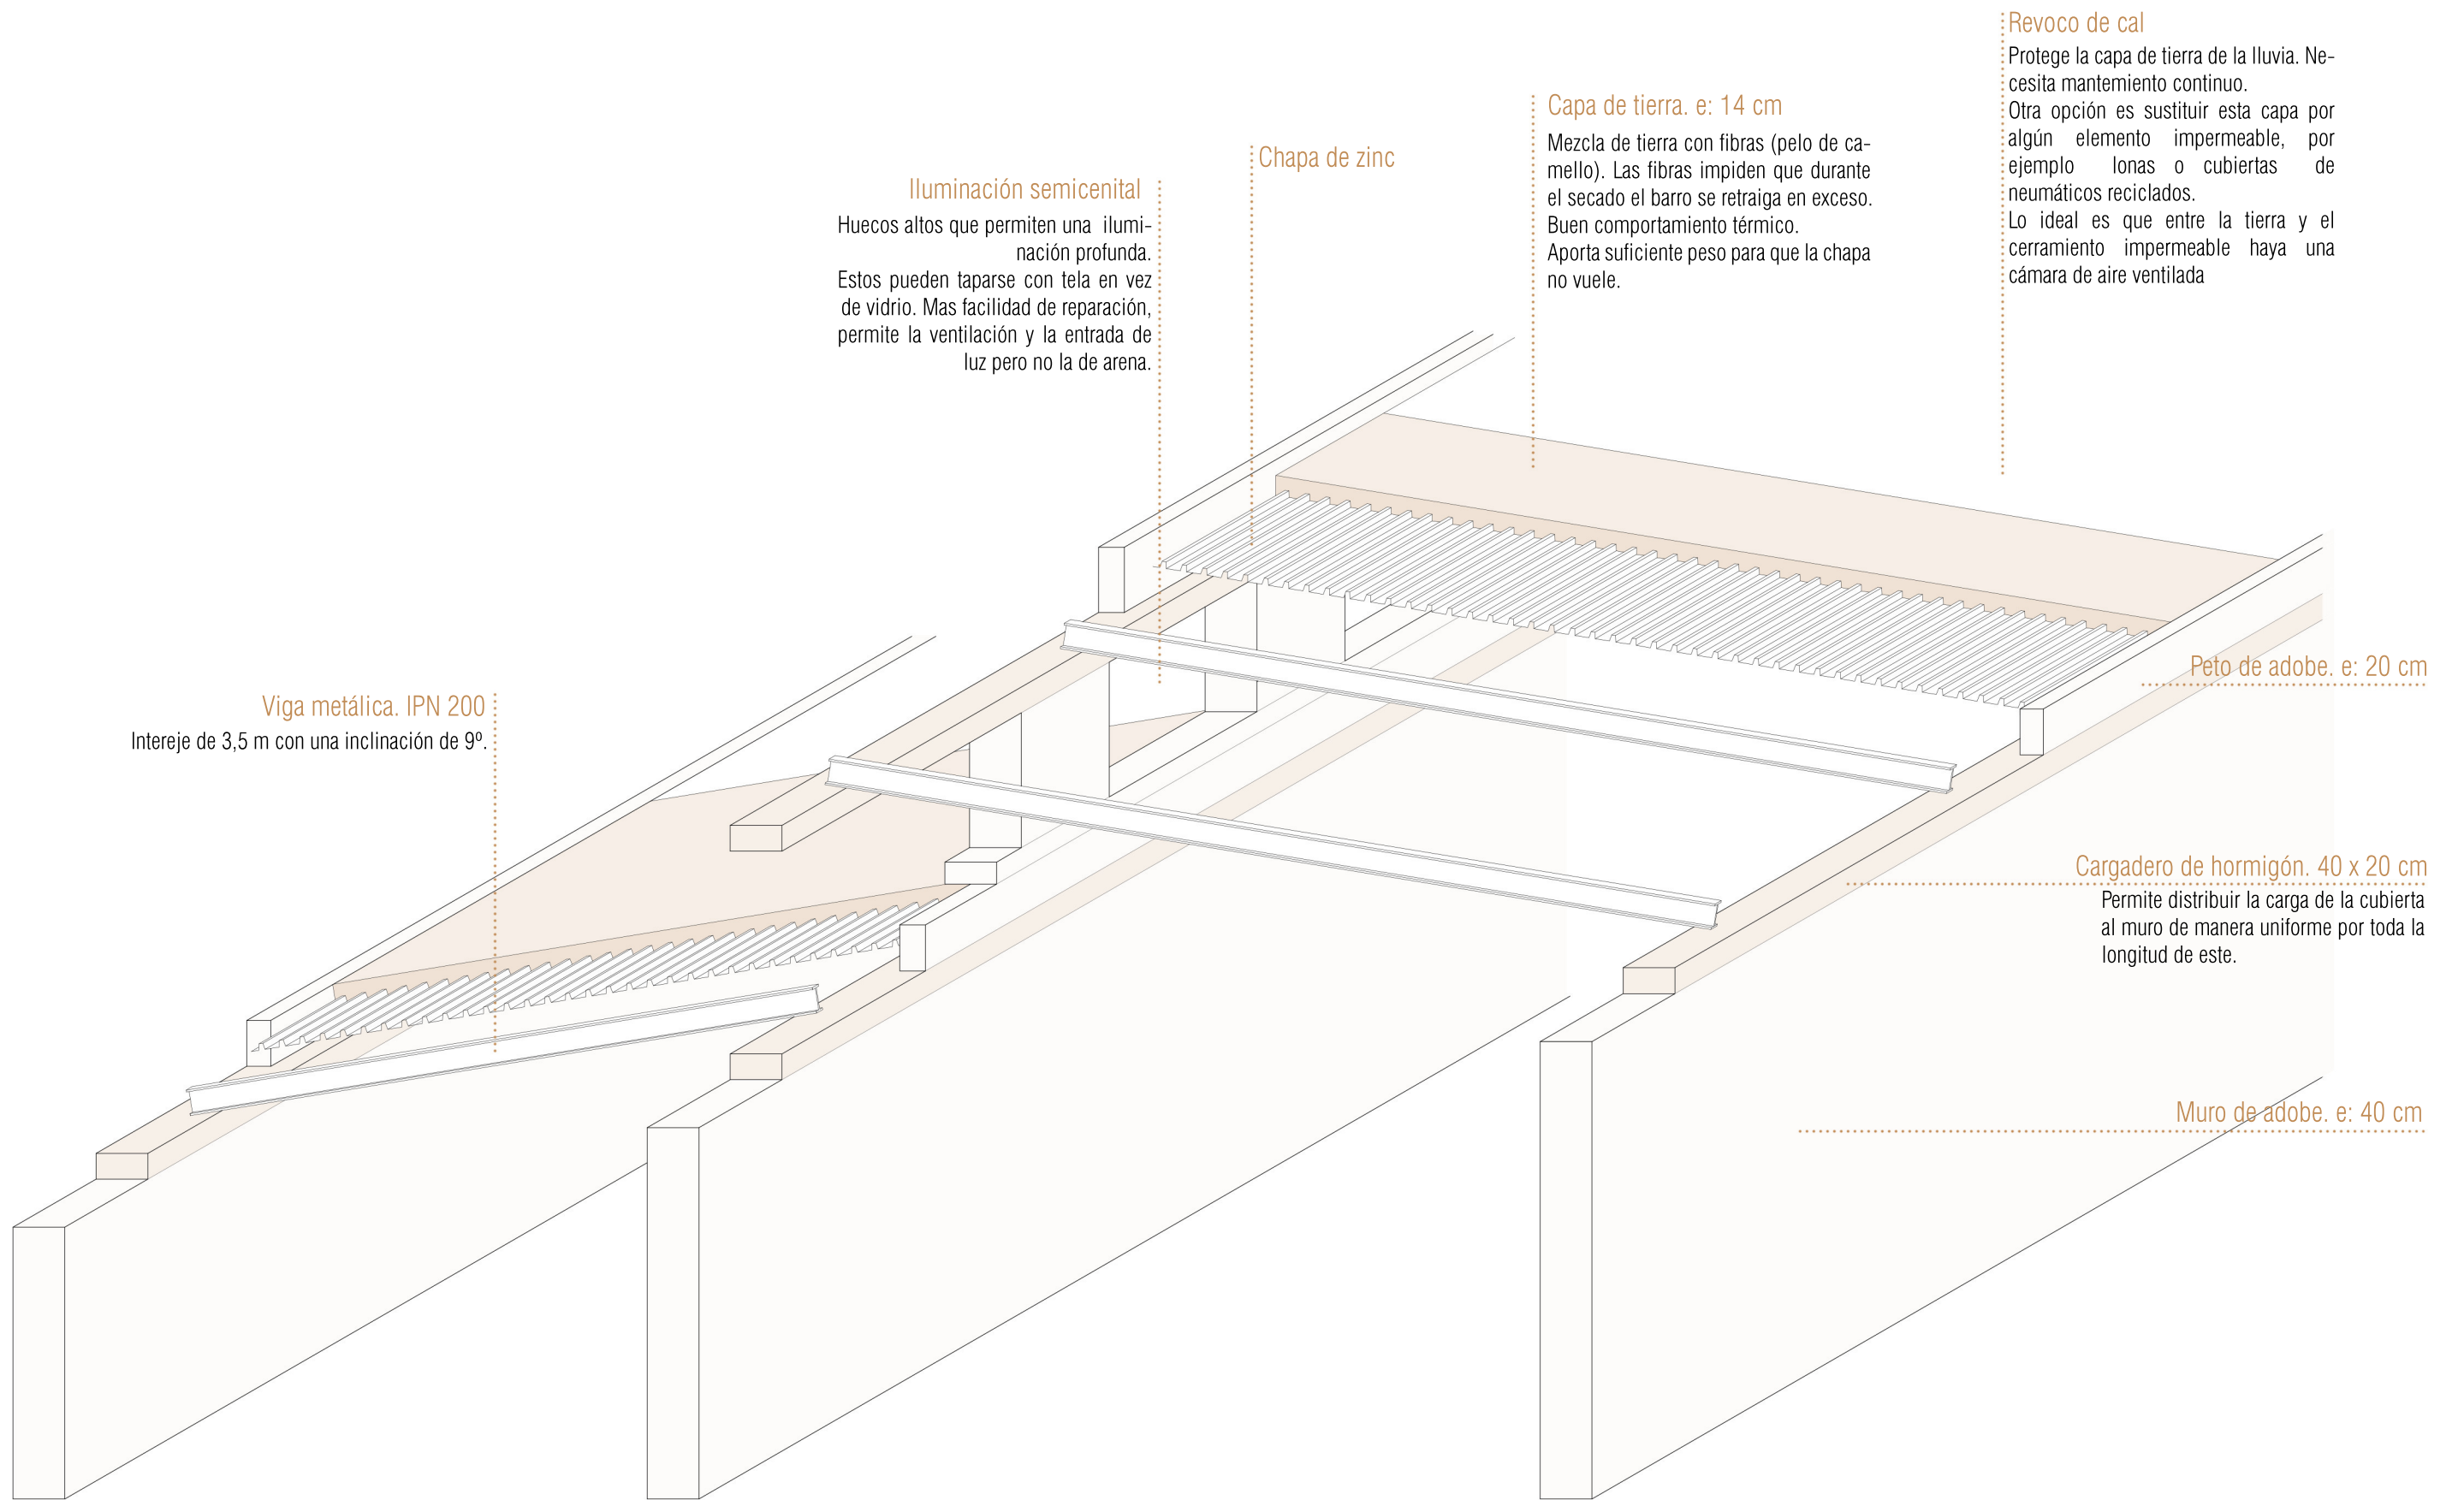 Revoco de cal
Protege la capa de tierra de la lluvia. Ne-
cesita mantemiento continuo.
Otra opción es sustituir esta capa por
algún elemento impermeable, por
ejemplo lonas o cubiertas de
neumáticos reciclados.
Lo ideal es que entre la tierra y el
cerramiento impermeable haya una
cámara de aire ventilada
Capa de tierra. e: 14 cm
Mezcla de tierra con fibras (pelo de ca-
mello). Las fibras impiden que durante
el secado el barro se retraiga en exceso.
Buen comportamiento térmico.
Aporta suficiente peso para que la chapa
no vuele.
Chapa de zinc
Iluminación semicenital
Huecos altos que permiten una ilumi-
nación profunda.
Estos pueden taparse con tela en vez
de vidrio. Mas facilidad de reparación,
permite la ventilación y la entrada de
luz pero no la de arena.
Viga metálica. IPN 200
Intereje de 3,5 m con una inclinación de 9º.
Peto de adobe. e: 20 cm
Cargadero de hormigón. 40 x 20 cm
Permite distribuir la carga de la cubierta
al muro de manera uniforme por toda la
longitud de este.
Muro de adobe. e: 40 cm